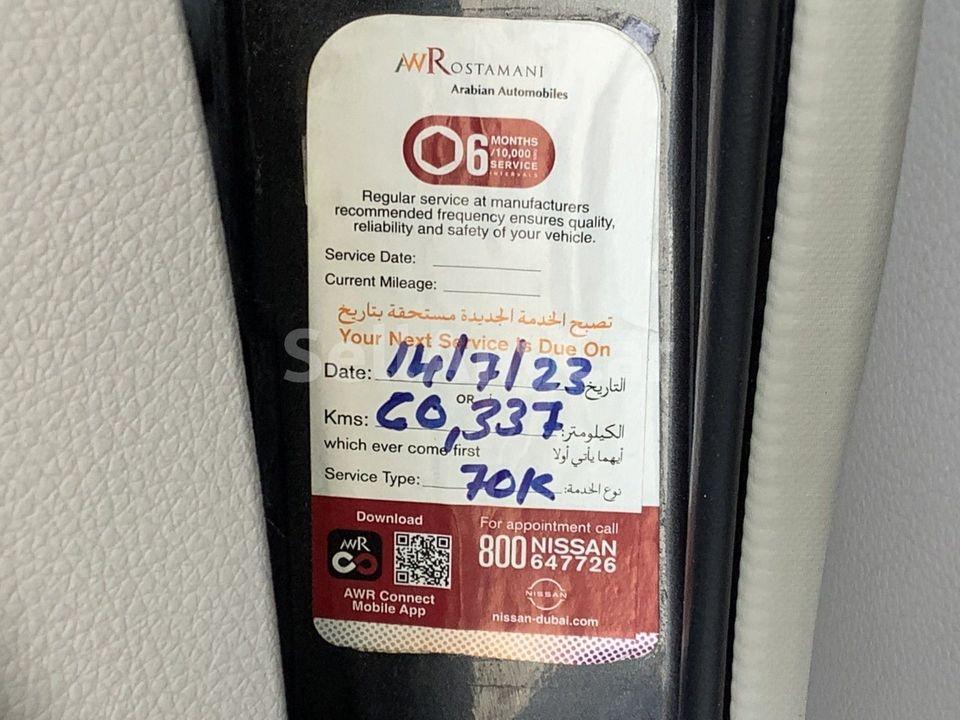 AWROSTAMANI
Arabian Automobiles
6 MONTHS
/10,000 KMS
SERVICE
INTERVALS
Regular service at manufacturers
recommended frequency ensures quality,
reliability and safety of your vehicle.
Service Date:
Current Mileage:
تصبح الخدمة الجديدة مستحقة بتاريخ
Your Next Service Is Due On
Date: 14/7/23 التاريخ:
OR
Kms: 60,337 الكيلومتر:
which ever come first أيهما يأتي أولا
Service Type: 70K نوع الخدمة:
Download
AWR
AWR Connect
Mobile App
For appointment call
800 NISSAN
647726
NISSAN
nissan-dubai.com